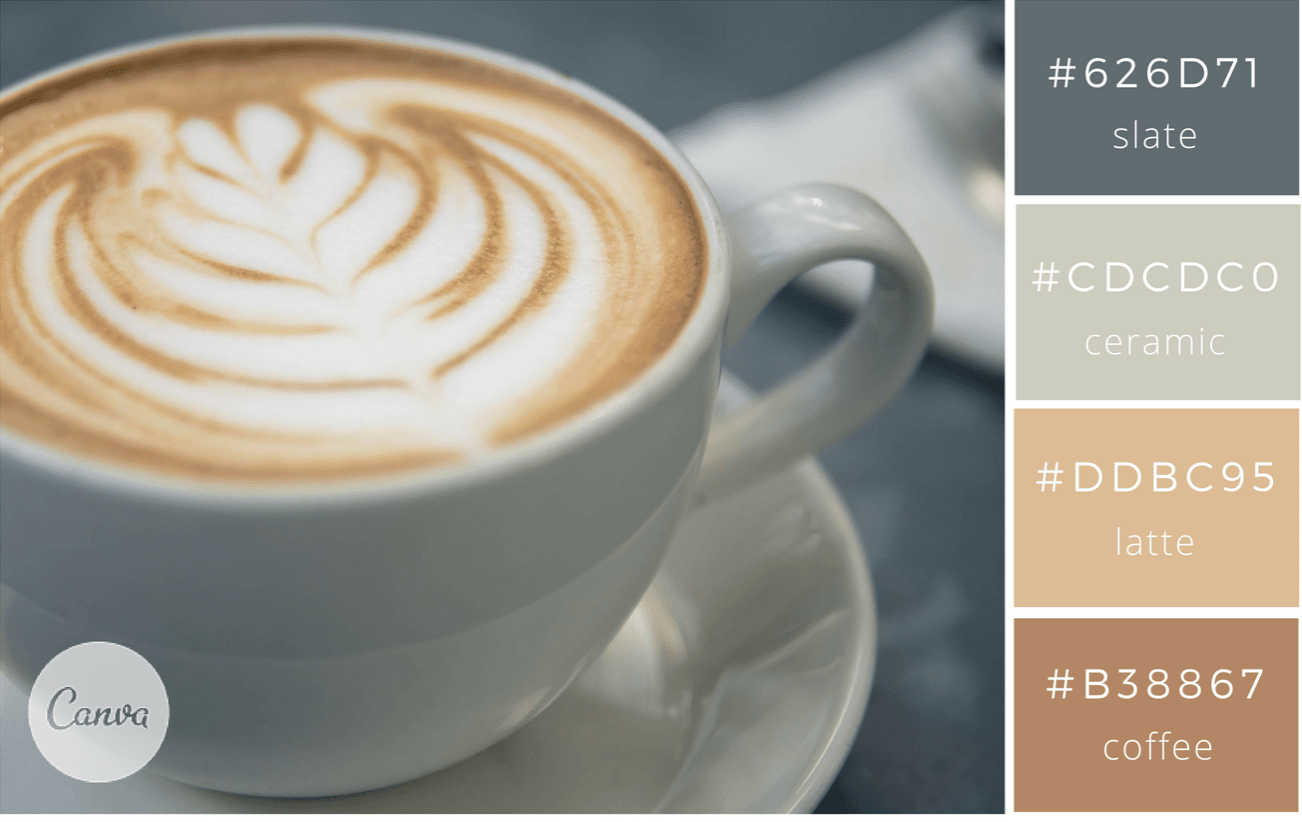 #626D71
slate
#CDCDC0
ceramic
#DDBC95
latte
#B38867
coffee
Canva